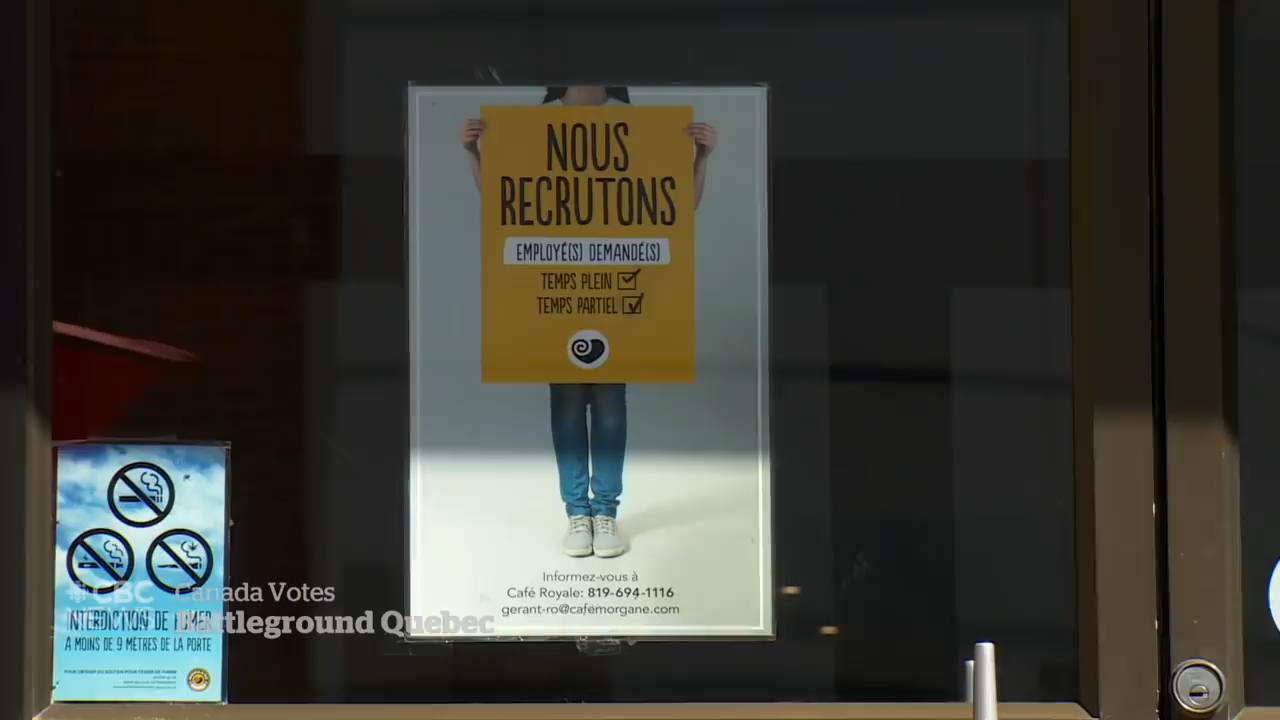 NOUS
RECRUTONS
EMPLOYÉ(S) DEMANDÉ(S)
TEMPS PLEIN
TEMPS PARTIEL
Informez-vous à
Café Royale: 819-694-1116
gerant-ro@cafemorgane.com
CBC
Canada Votes
Battleground Quebec
INTERDICTION DE FUMER
À MOINS DE 9 MÈTRES DE LA PORTE